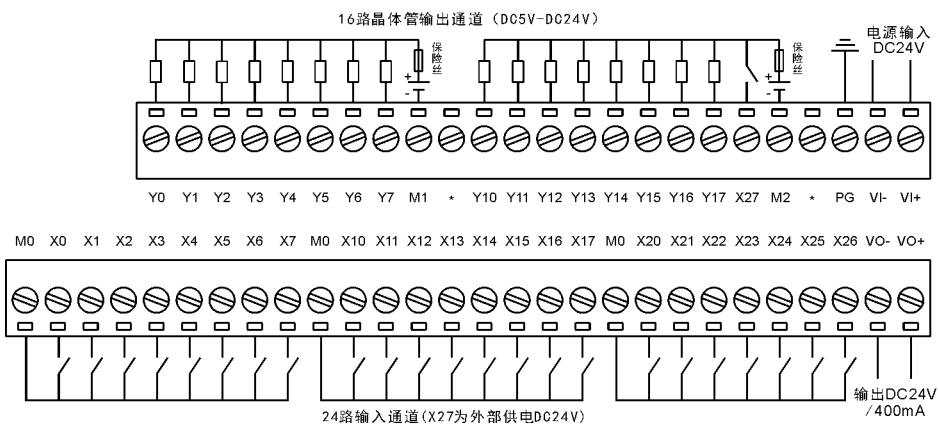 16路晶体管输出通道（DC5V-DC24V）
电源输入
DC24V
保险丝
+
-
保险丝
+
-
Y0 Y1 Y2 Y3 Y4 Y5 Y6 Y7 M1 * Y10 Y11 Y12 Y13 Y14 Y15 Y16 Y17 X27 M2 * PG VI- VI+
M0 X0 X1 X2 X3 X4 X5 X6 X7 M0 X10 X11 X12 X13 X14 X15 X16 X17 M0 X20 X21 X22 X23 X24 X25 X26 VO- VO+
输出DC24V
/400mA
24路输入通道(X27为外部供电DC24V)